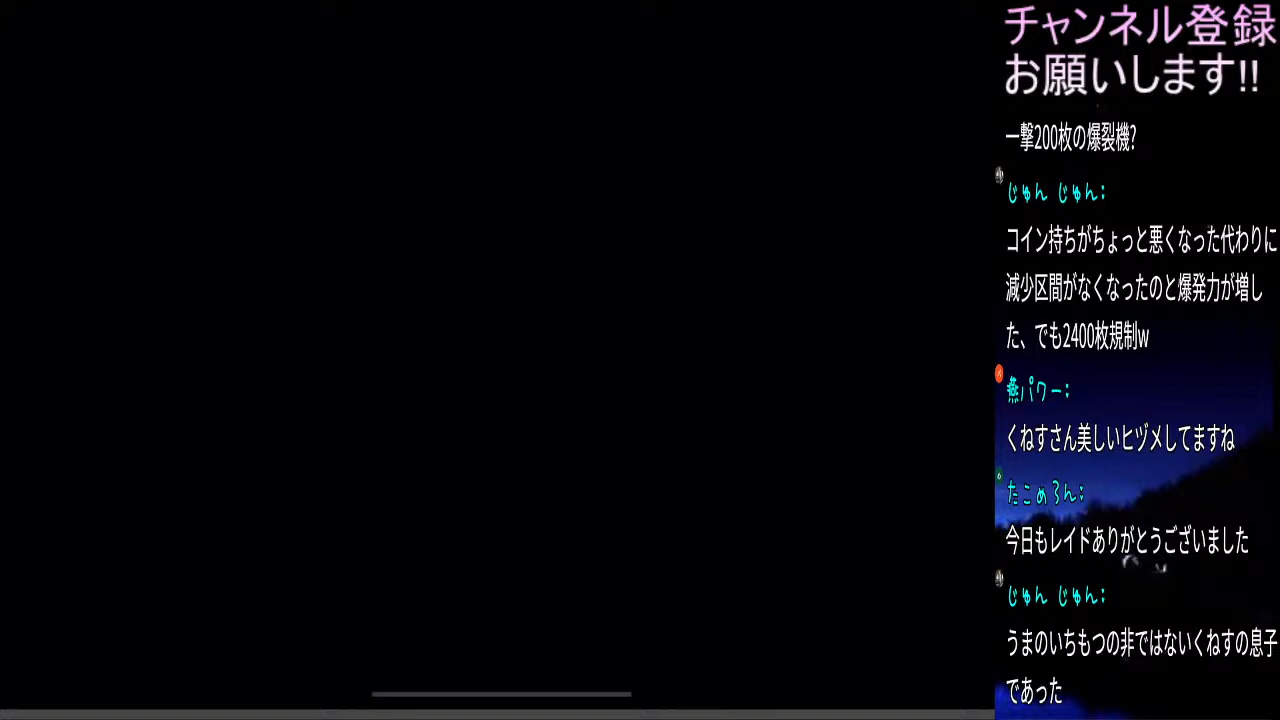 チャンネル登録
お願いします!!
一撃200枚の爆裂機?
じゅん じゅん:
コイン持ちがちょっと悪くなった代わりに
減少区間がなくなったのと爆発力が増し
た、でも2400枚規制w
燕パワー:
くねすさん美しいヒヅメしてますね
たこめろん:
今日もレイドありがとうございました
じゅん じゅん:
うまのいちもつの非ではないくねすの息子
であった